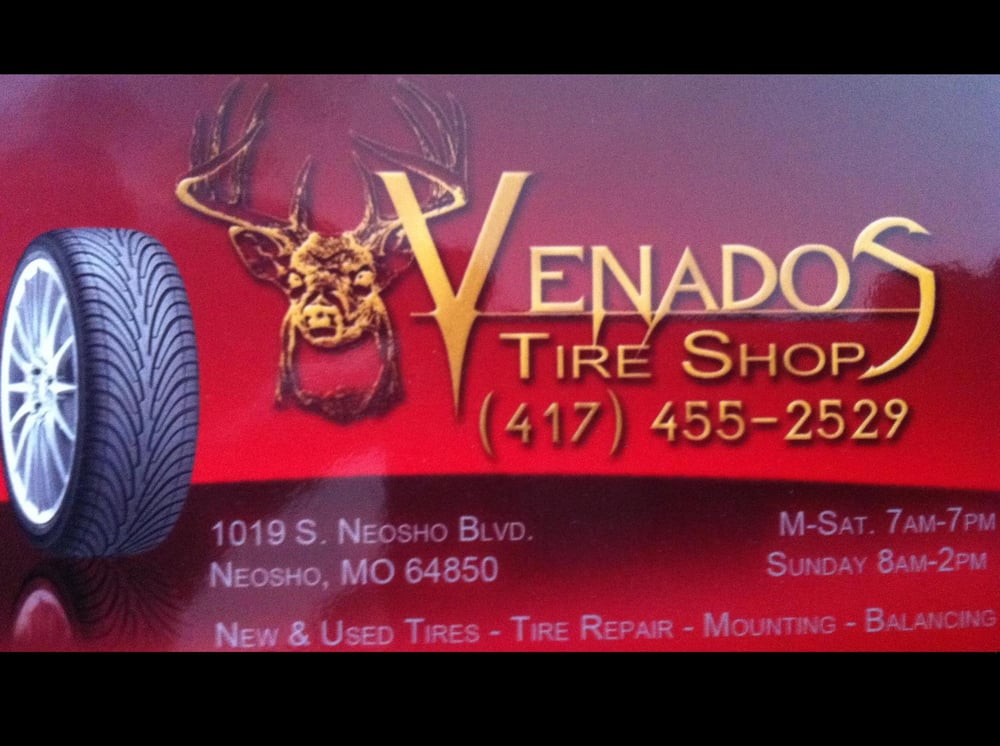 VENADOS
TIRE SHOP
(417) 455-2529
1019 S. NEOSHO BLVD.
NEOSHO, MO 64850
M-SAT. 7AM-7PM
SUNDAY 8AM-2PM
NEW & USED TIRES - TIRE REPAIR - MOUNTING - BALANCING